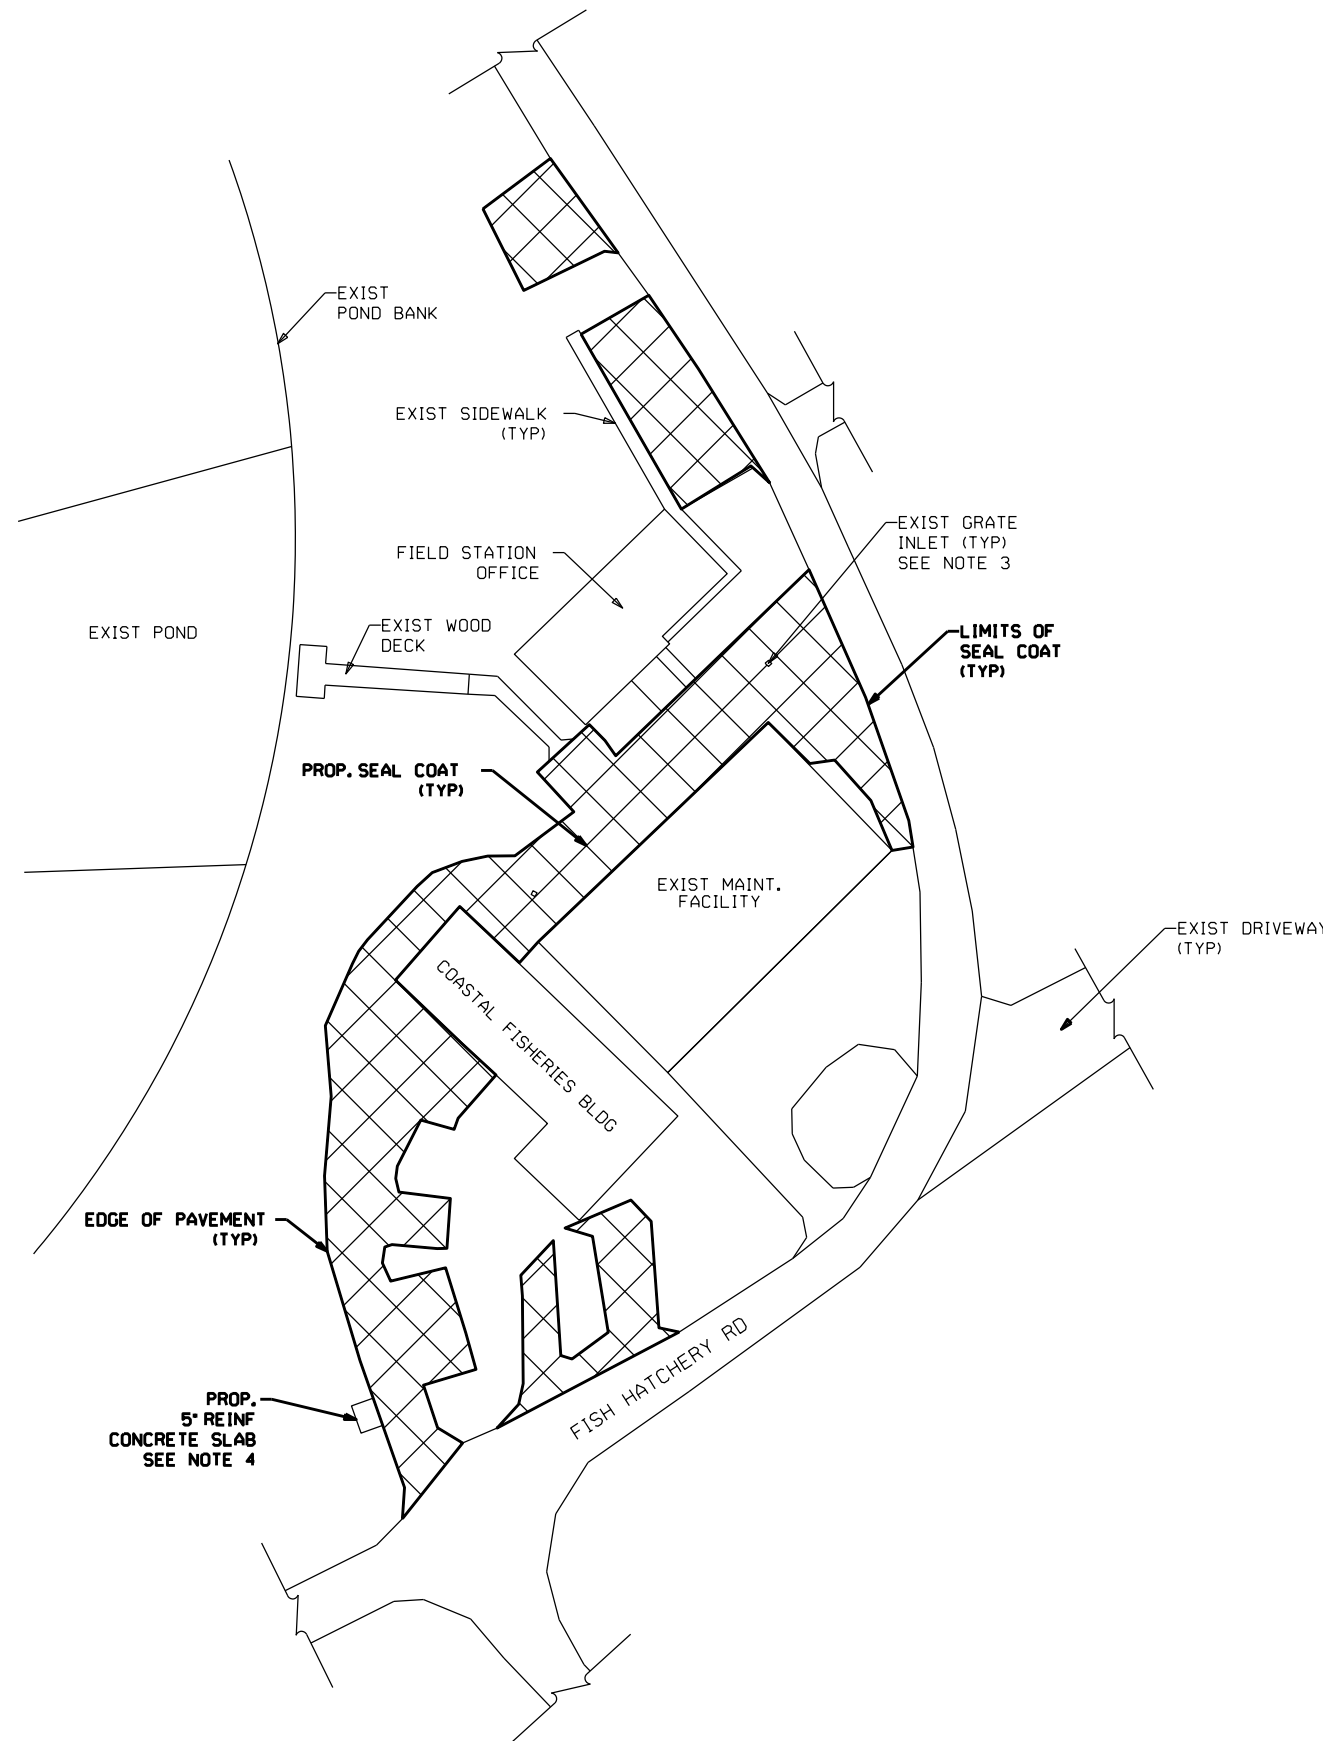 EXIST
POND BANK
EXIST SIDEWALK
(TYP)
EXIST GRATE
INLET (TYP)
SEE NOTE 3
FIELD STATION
OFFICE
EXIST POND
EXIST WOOD
DECK
LIMITS OF
SEAL COAT
(TYP)
PROP. SEAL COAT
(TYP)
EXIST MAINT.
FACILITY
EXIST DRIVEWAY
(TYP)
COASTAL FISHERIES BLDG
EDGE OF PAVEMENT
(TYP)
FISH HATCHERY RD
PROP.
5" REINF
CONCRETE SLAB
SEE NOTE 4